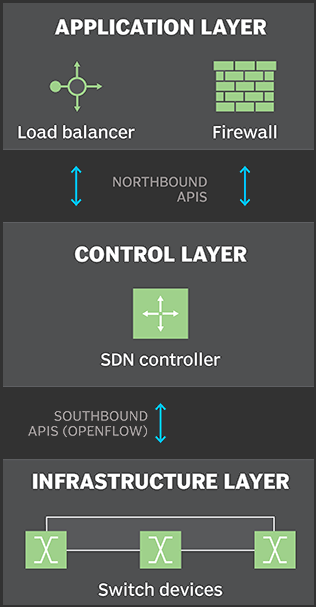 APPLICATION LAYER
Load balancer
Firewall
NORTHBOUND
APIS
CONTROL LAYER
SDN controller
SOUTHBOUND
APIS (OPENFLOW)
INFRASTRUCTURE LAYER
Switch devices